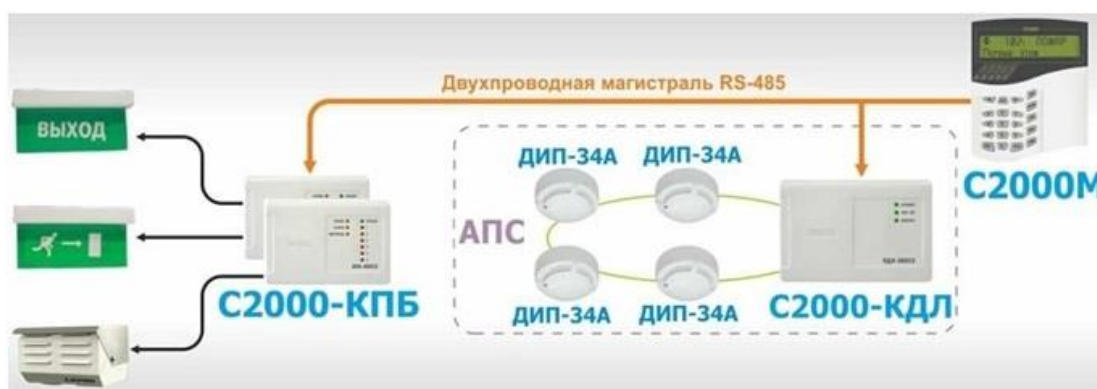 Двухпроводная магистраль RS-485
ПОЖАР
С2000М
ВЫХОД
ДИП-34А
ДИП-34А
АПС
С2000-КПБ
ДИП-34А
ДИП-34А
С2000-КДЛ